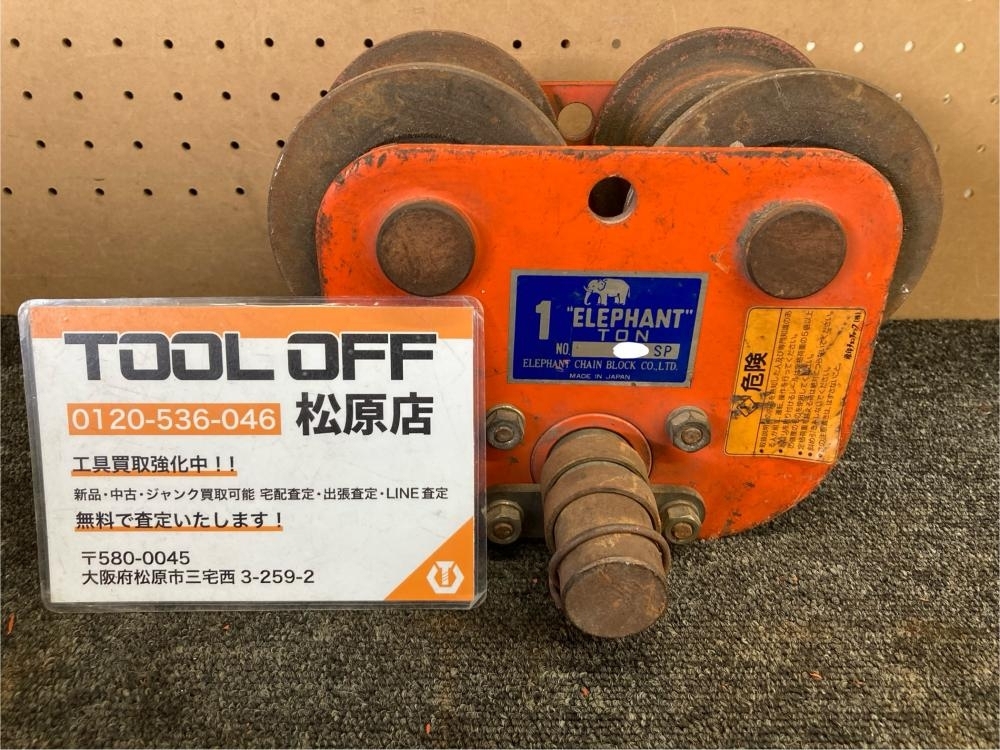 TOOL OFF
0120-536-046 松原店
工具買取強化中！！
新品・中古・ジャンク買取可能 宅配査定・出張査定・LINE査定
無料で査定いたします！
〒580-0045
大阪府松原市三宅西 3-259-2
1 "ELEPHANT"
TON
NO. SP
ELEPHANT CHAIN BLOCK CO.,LTD.
MADE IN JAPAN
危険